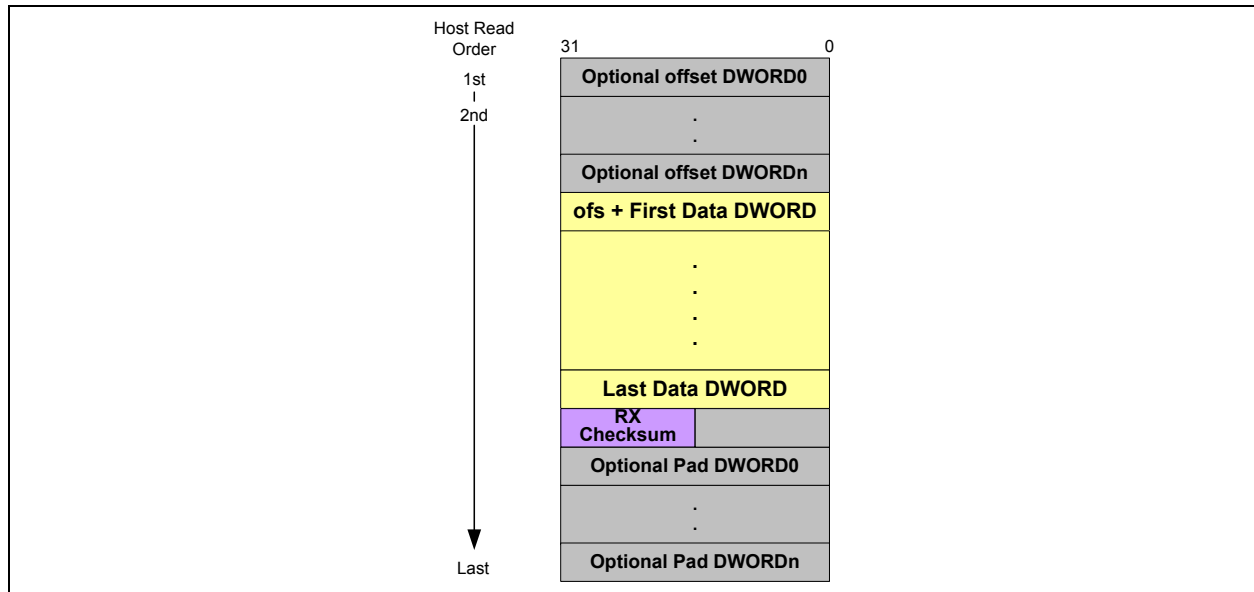 Host Read
Order
31 0
1st
Optional offset DWORD0
2nd
.
.
Optional offset DWORDn
ofs + First Data DWORD
.
.
.
.
Last Data DWORD
RX
Checksum
Optional Pad DWORD0
.
.
Optional Pad DWORDn
Last